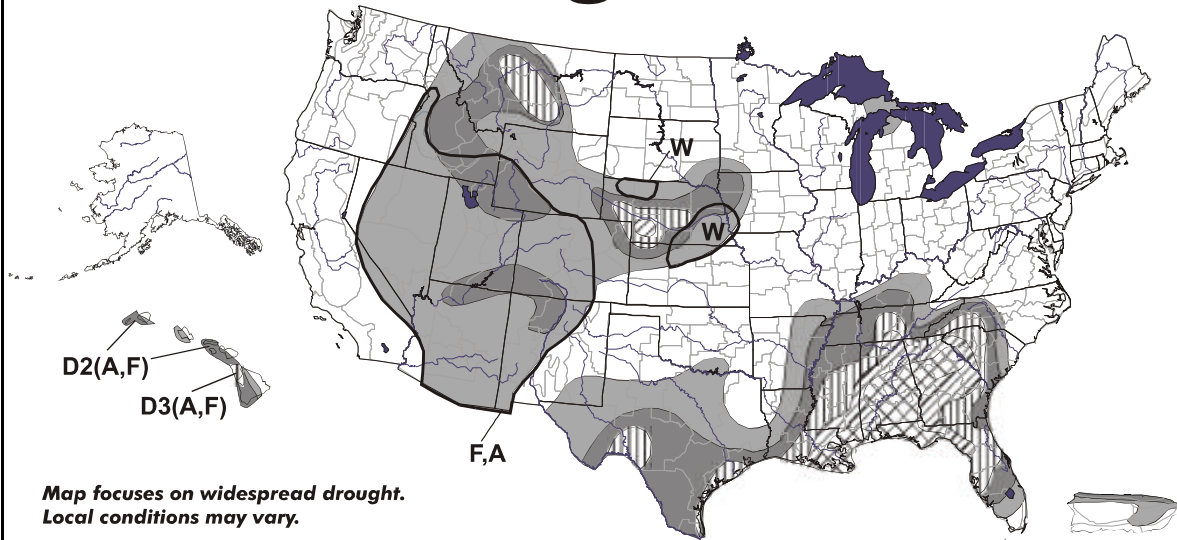 W
W
D2(A,F)
D3(A,F)
F,A
Map focuses on widespread drought.
Local conditions may vary.